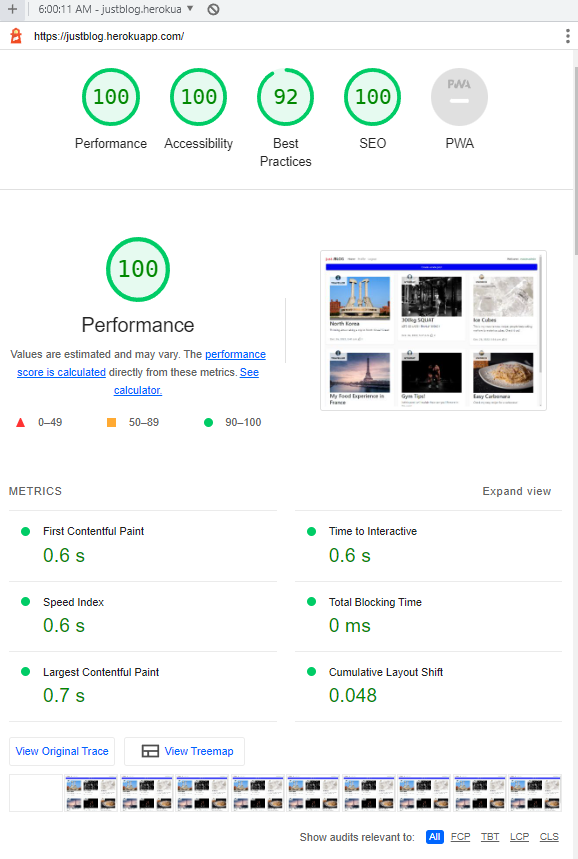 6:00:11 AM - justblog.herokua
https://justblog.herokuapp.com/
100 100 92 100 PWA
Performance Accessibility Best Practices SEO PWA
100
Performance
Values are estimated and may vary. The performance
score is calculated directly from these metrics. See
calculator.
0–49 50–89 90–100
North Korea
300kg SQUAT
Ice Cubes
My Food Experience in
France
Gym Tips!
Easy Carbonara
METRICS Expand view
First Contentful Paint Time to Interactive
0.6 s 0.6 s
Speed Index Total Blocking Time
0.6 s 0 ms
Largest Contentful Paint Cumulative Layout Shift
0.7 s 0.048
View Original Trace View Treemap
Show audits relevant to: All FCP TBT LCP CLS